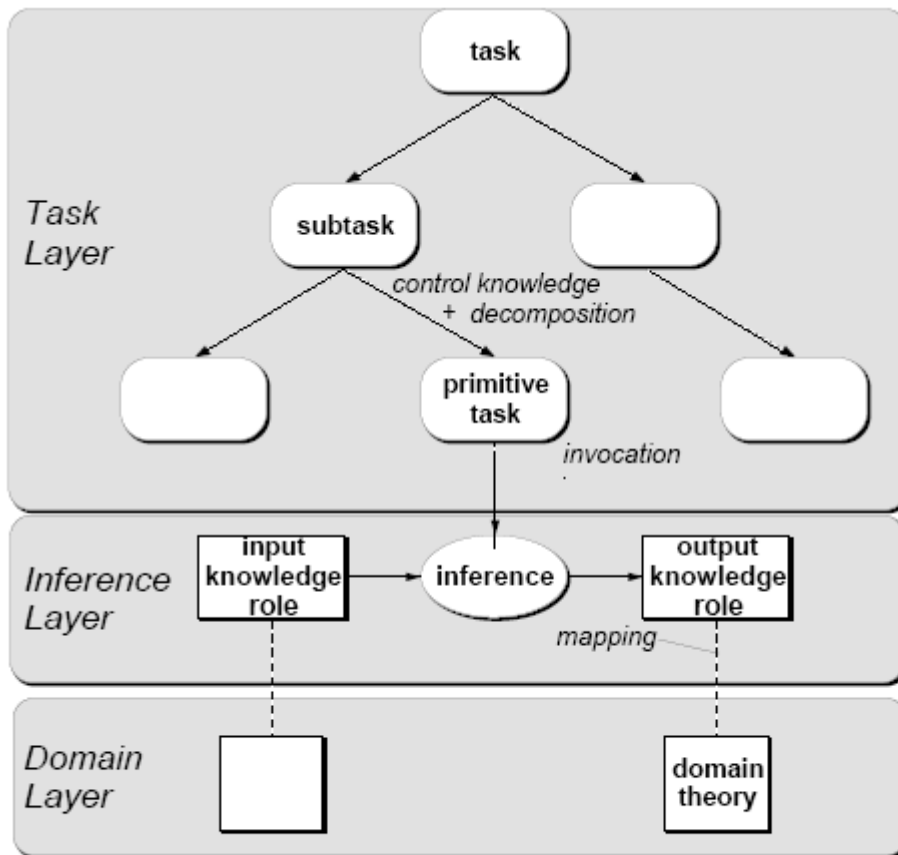 task
Task
Layer
subtask
control knowledge
+ decomposition
primitive
task
invocation
.
Inference
Layer
input
knowledge
role
inference
output
knowledge
role
mapping
Domain
Layer
domain
theory